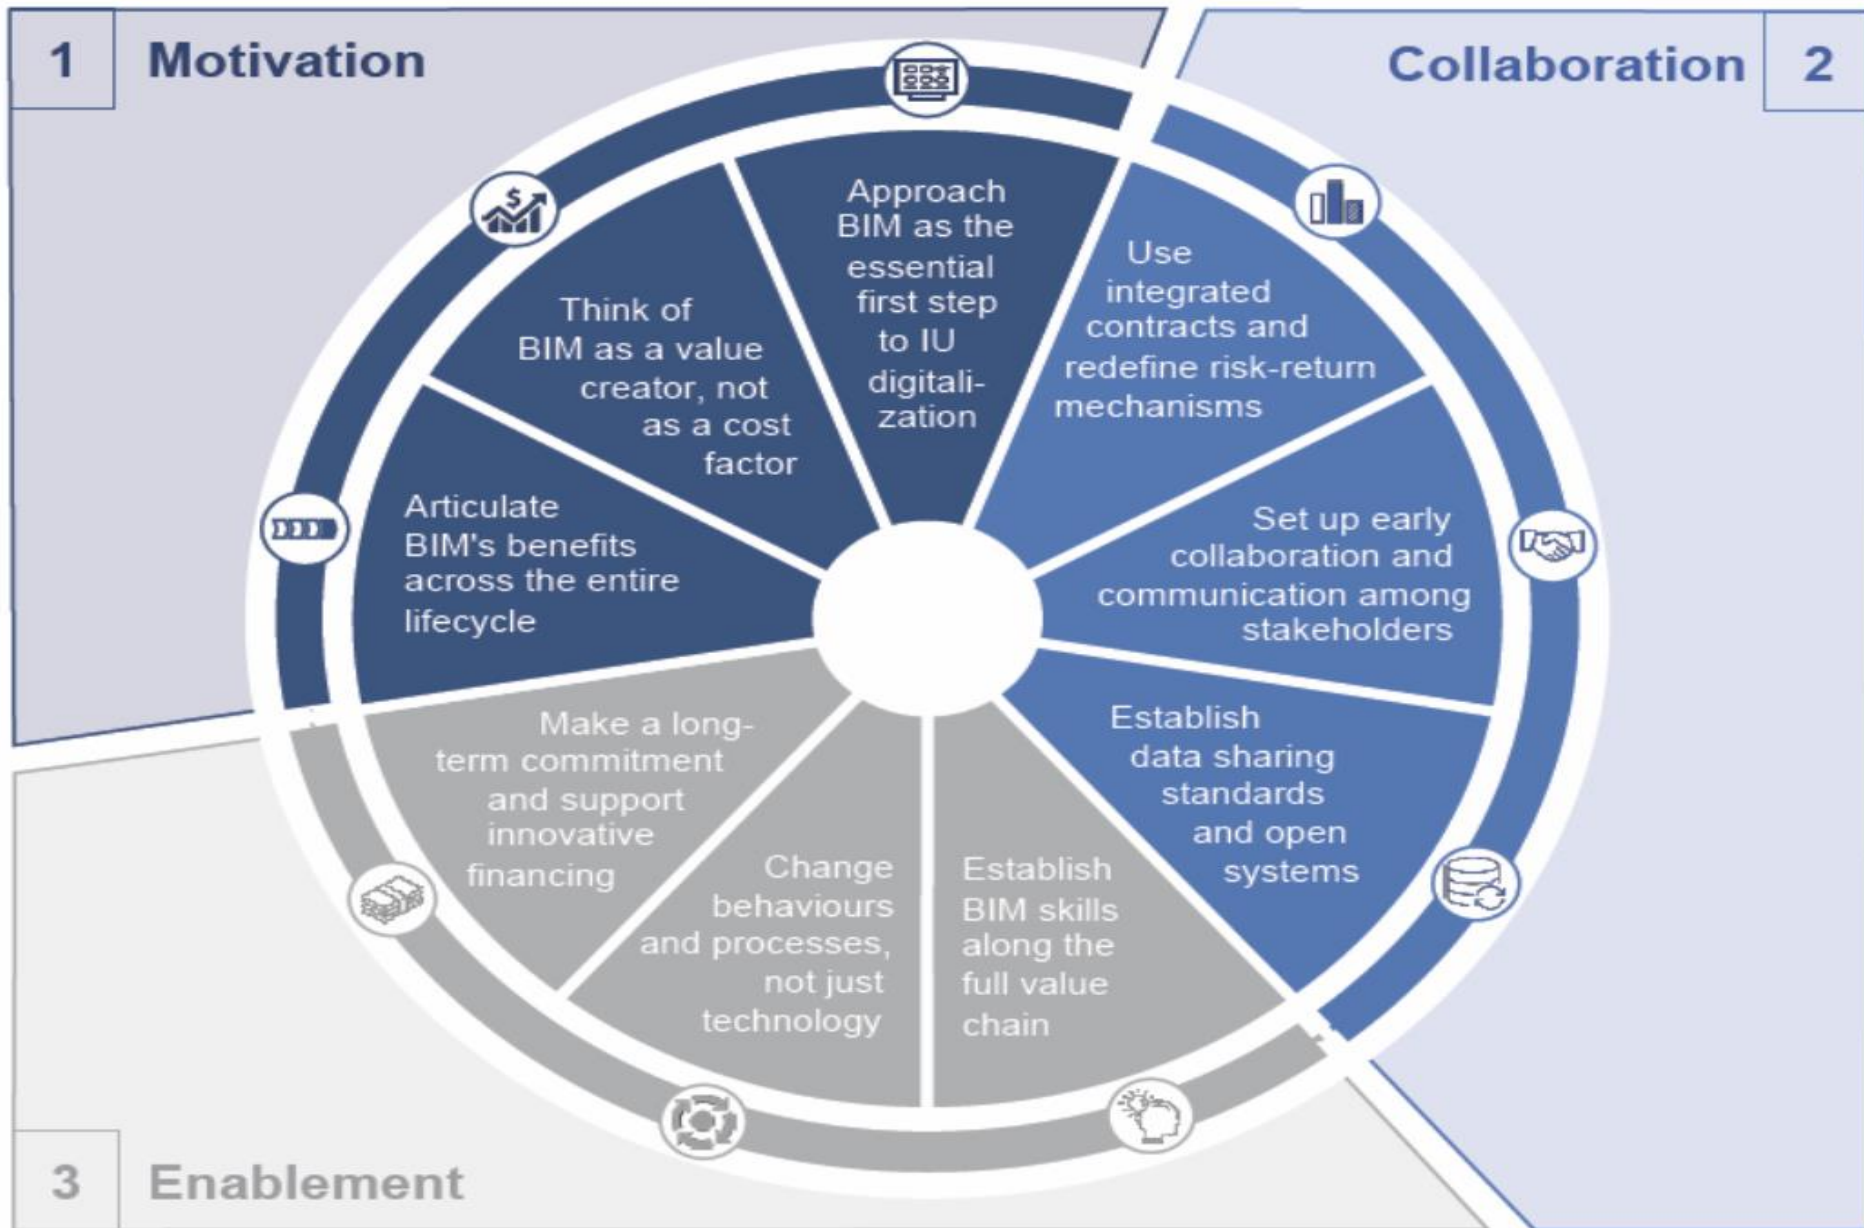 1 Motivation
Collaboration 2
Approach
BIM as the
essential
first step
to IU
digitali-
zation
Think of
BIM as a value
creator, not
as a cost
factor
Articulate
BIM's benefits
across the entire
lifecycle
Use
integrated
contracts and
redefine risk-return
mechanisms
Set up early
collaboration and
communication among
stakeholders
Establish
data sharing
standards
and open
systems
Establish
BIM skills
along the
full value
chain
Change
behaviours
and processes,
not just
technology
Make a long-
term commitment
and support
innovative
financing
$
3 Enablement